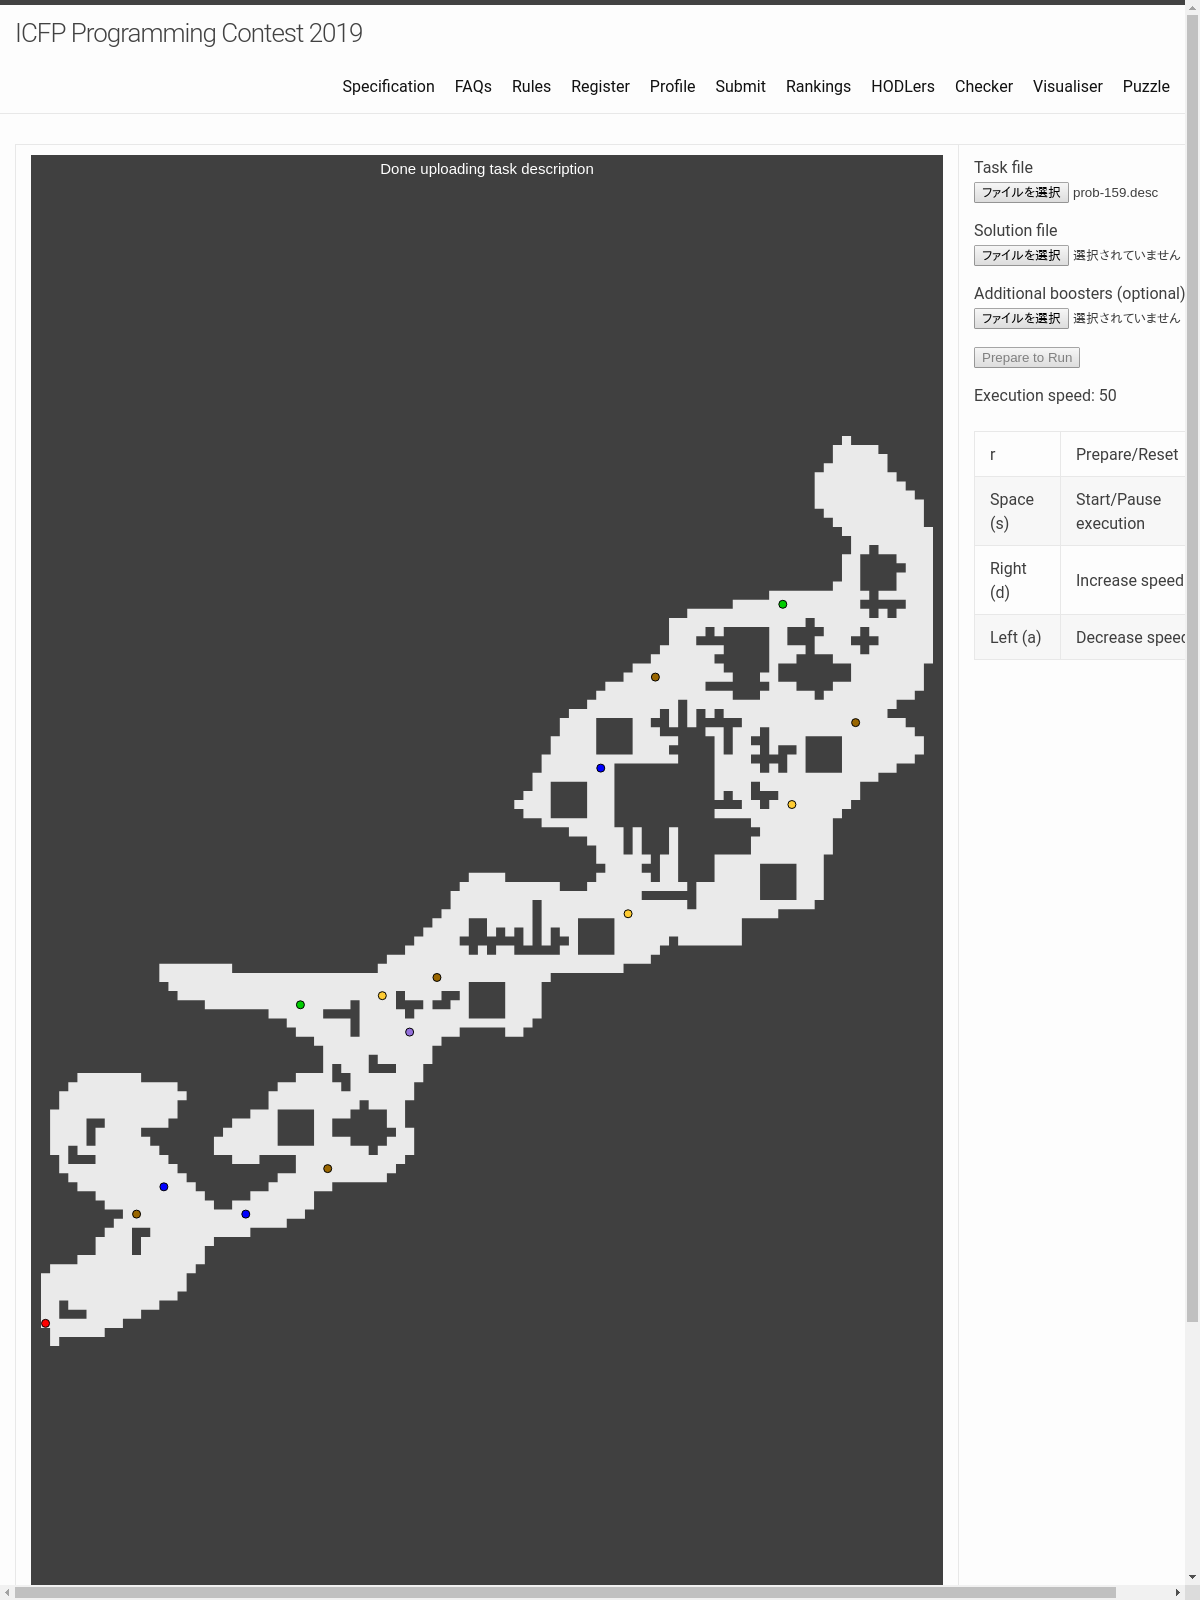 ICFP Programming Contest 2019
Specification FAQs Rules Register Profile Submit Rankings HODLers Checker Visualiser Puzzle
Done uploading task description
Task file
ファイルを選択 prob-159.desc
Solution file
ファイルを選択 選択されていません
Additional boosters (optional)
ファイルを選択 選択されていません
Prepare to Run
Execution speed: 50
r Prepare/Reset
Space (s) Start/Pause execution
Right (d) Increase speed
Left (a) Decrease speed